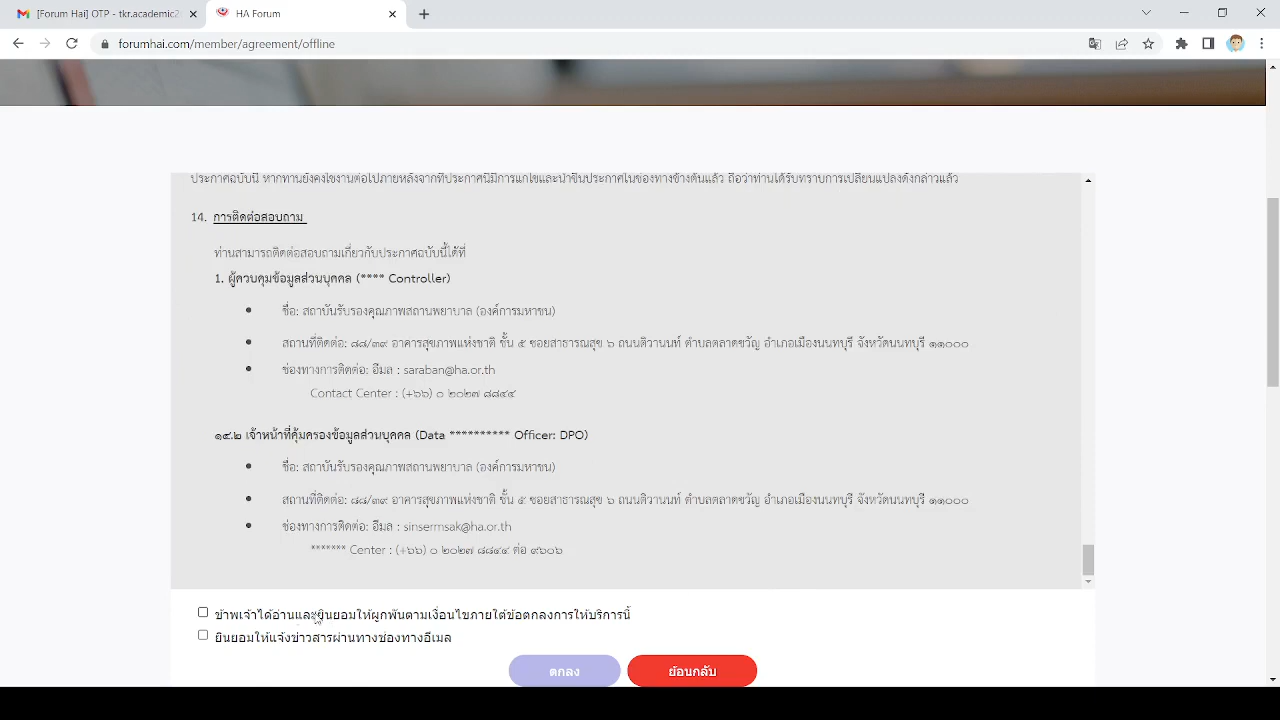 [Forum Hai] OTP - tkr.academic2
HA Forum
forumhai.com/member/agreement/offline
ประกาศฉบับนี้ หากท่านยังคงใช้งานต่อไปภายหลังจากที่ประกาศนี้มีการแก้ไขและนำขึ้นประกาศในช่องทางข้างต้นแล้ว ถือว่าท่านได้รับทราบการเปลี่ยนแปลงดังกล่าวแล้ว
14. การติดต่อสอบถาม
ท่านสามารถติดต่อสอบถามเกี่ยวกับประกาศฉบับนี้ได้ที่
1. ผู้ควบคุมข้อมูลส่วนบุคคล (**** Controller)
• ชื่อ: สถาบันรับรองคุณภาพสถานพยาบาล (องค์การมหาชน)
• สถานที่ติดต่อ: ๘๘/๓๙ อาคารสุขภาพแห่งชาติ ชั้น ๕ ซอยสาธารณสุข ๖ ถนนติวานนท์ ตำบลตลาดขวัญ อำเภอเมืองนนทบุรี จังหวัดนนทบุรี ๑๑๐๐๐
• ช่องทางการติดต่อ: อีเมล : saraban@ha.or.th
Contact Center : (+๖๖) ๐ ๒๐๒๗ ๘๘๔๔
๑๔.๒ เจ้าหน้าที่คุ้มครองข้อมูลส่วนบุคคล (Data ********** Officer: DPO)
• ชื่อ: สถาบันรับรองคุณภาพสถานพยาบาล (องค์การมหาชน)
• สถานที่ติดต่อ: ๘๘/๓๙ อาคารสุขภาพแห่งชาติ ชั้น ๕ ซอยสาธารณสุข ๖ ถนนติวานนท์ ตำบลตลาดขวัญ อำเภอเมืองนนทบุรี จังหวัดนนทบุรี ๑๑๐๐๐
• ช่องทางการติดต่อ: อีเมล : sinsermsak@ha.or.th
******* Center : (+๖๖) ๐ ๒๐๒๗ ๘๘๔๔ ต่อ ๙๖๐๖
ข้าพเจ้าได้อ่านและยินยอมให้ผูกพันตามเงื่อนไขภายใต้ข้อตกลงการให้บริการนี้
ยินยอมให้แจ้งข่าวสารผ่านทางช่องทางอีเมล
ตกลง
ย้อนกลับ